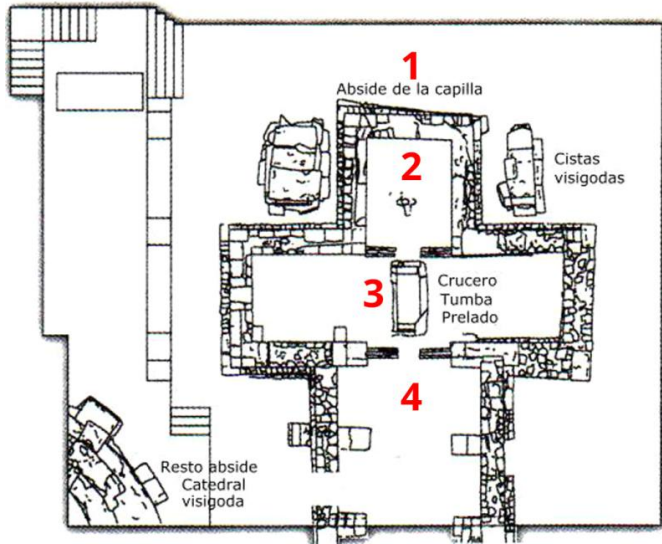 1
Abside de la capilla
2
Cistas
visigodas
3
Crucero
Tumba
Prelado
4
Resto abside
Catedral
visigoda